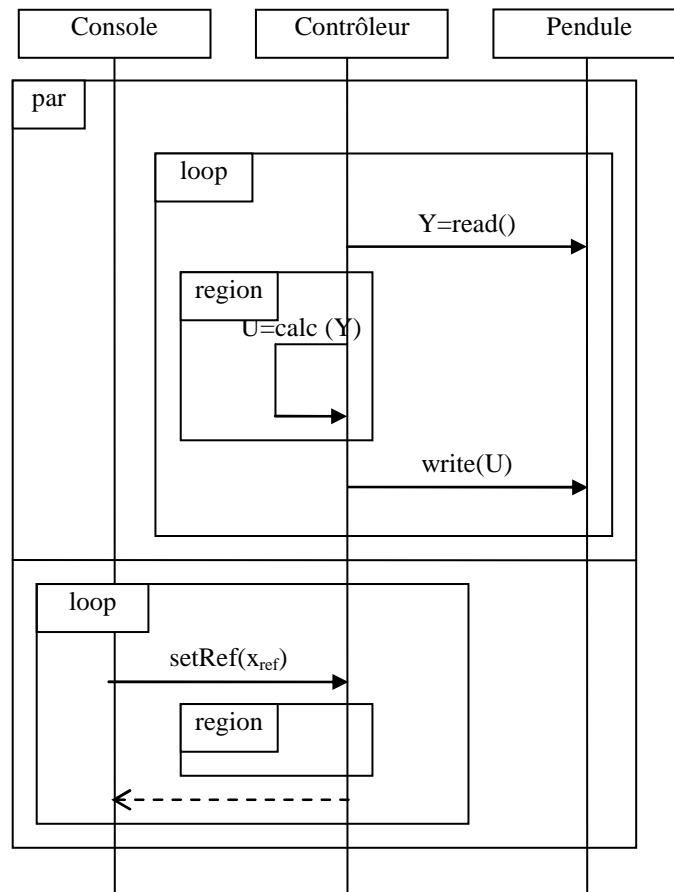 Console
Contrôleur
Pendule
par
loop
Y=read()
region
U=calc (Y)
write(U)
loop
setRef(xref)
region